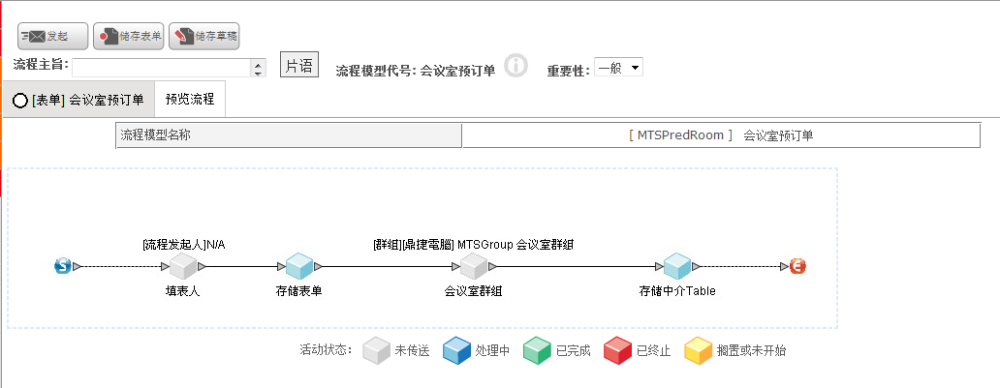 发起 储存表单 储存草稿
流程主旨: 片语 流程模型代号: 会议室预订单 重要性: 一般
[表单] 会议室预订单 预览流程
流程模型名称 [ MTSPredRoom ] 会议室预订单
[流程发起人]N/A [群组][鼎捷電腦] MTSGroup 会议室群组
S E
填表人 存储表单 会议室群组 存储中介Table
活动状态: 未传送 处理中 已完成 已终止 搁置或未开始